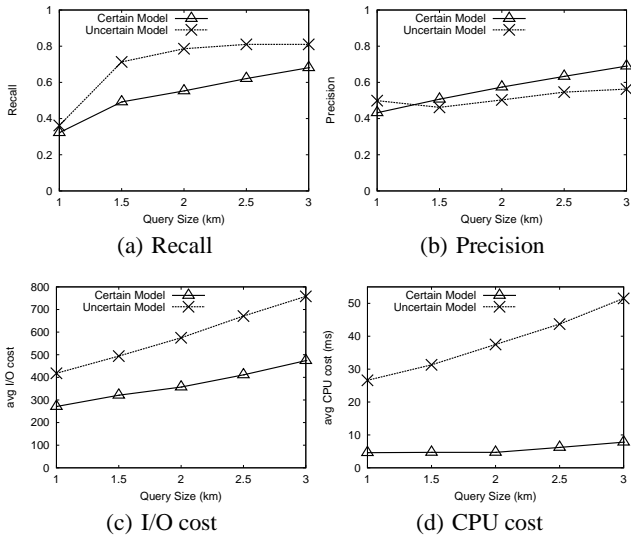 Certain Model
Uncertain Model
1
0.8
0.6
0.4
0.2
0
Recall
1 1.5 2 2.5 3
Query Size (km)
(a) Recall
Certain Model
Uncertain Model
1
0.8
0.6
0.4
0.2
0
Precision
1 1.5 2 2.5 3
Query Size (km)
(b) Precision
Certain Model
Uncertain Model
800
700
600
500
400
300
200
100
0
avg I/O cost
1 1.5 2 2.5 3
Query Size (km)
(c) I/O cost
Certain Model
Uncertain Model
50
40
30
20
10
0
avg CPU cost (ms)
1 1.5 2 2.5 3
Query Size (km)
(d) CPU cost